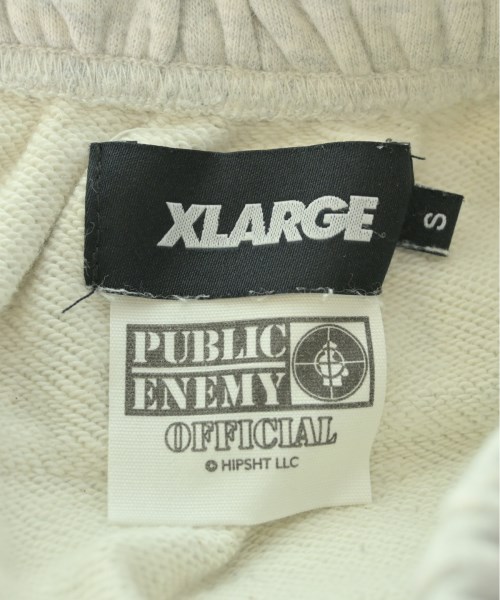 XLARGE
S
PUBLIC
ENEMY
OFFICIAL
© HIPSHT LLC